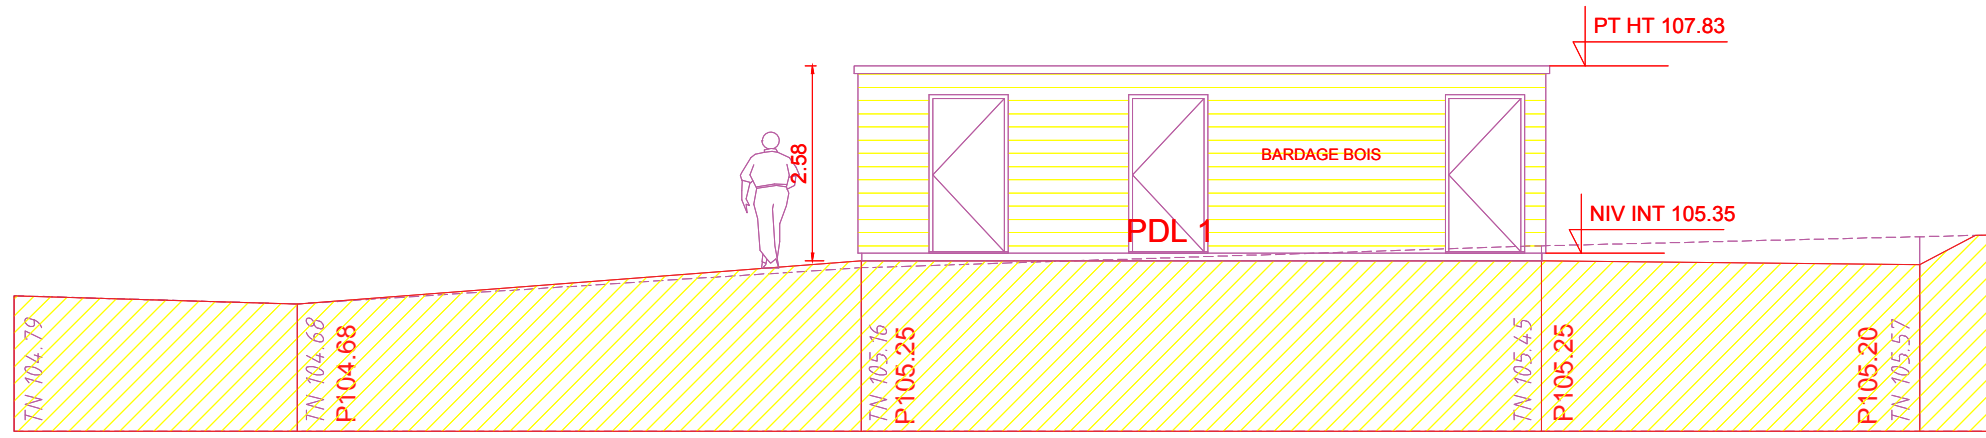 PT HT 107.83
2.58
BARDAGE BOIS
PDL 1
NIV INT 105.35
TN 104.79
TN 104.68
P104.68
TN 105.16
P105.25
TN 105.45
P105.25
P105.20
TN 105.57